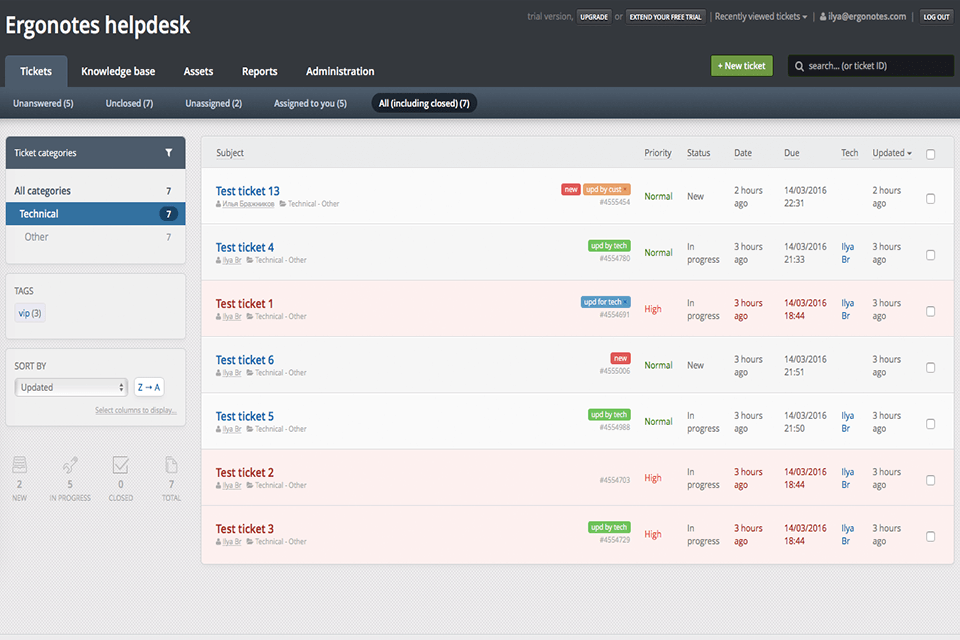 Ergonotes helpdesk
trial version, UPGRADE or EXTEND YOUR FREE TRIAL | Recently viewed tickets | ilya@ergonotes.com | LOG OUT
Tickets Knowledge base Assets Reports Administration
+ New ticket search... (or ticket ID)
Unanswered (5) Unclosed (7) Unassigned (2) Assigned to you (5) All (including closed) (7)
Ticket categories
All categories 7
Technical 7
Other 7
TAGS
vip (3)
SORT BY
Updated Z → A
Select columns to display...
2 5 0 7
NEW IN PROGRESS CLOSED TOTAL
Subject Priority Status Date Due Tech Updated
Test ticket 13 new upd by cust Normal New 2 hours ago 14/03/2016 22:31 2 hours ago
Илья Бражников Technical - Other #4555454
Test ticket 4 upd by tech Normal In progress 3 hours ago 14/03/2016 21:33 Ilya Br 3 hours ago
Ilya Br Technical - Other #4554780
Test ticket 1 upd for tech High In progress 3 hours ago 14/03/2016 18:44 Ilya Br 3 hours ago
Ilya Br Technical - Other #4554691
Test ticket 6 new Normal New 3 hours ago 14/03/2016 21:51 3 hours ago
Ilya Br Technical - Other #4555006
Test ticket 5 upd by tech Normal In progress 3 hours ago 14/03/2016 21:50 Ilya Br 3 hours ago
Ilya Br Technical - Other #4554988
Test ticket 2 High In progress 3 hours ago 14/03/2016 18:44 Ilya Br 3 hours ago
Ilya Br Technical - Other #4554703
Test ticket 3 upd by tech High In progress 3 hours ago 14/03/2016 18:44 Ilya Br 3 hours ago
Ilya Br Technical - Other #4554729